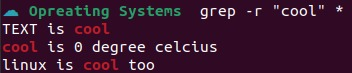 Opreating Systems grep -r "cool" *
TEXT is cool
cool is 0 degree celcius
linux is cool too